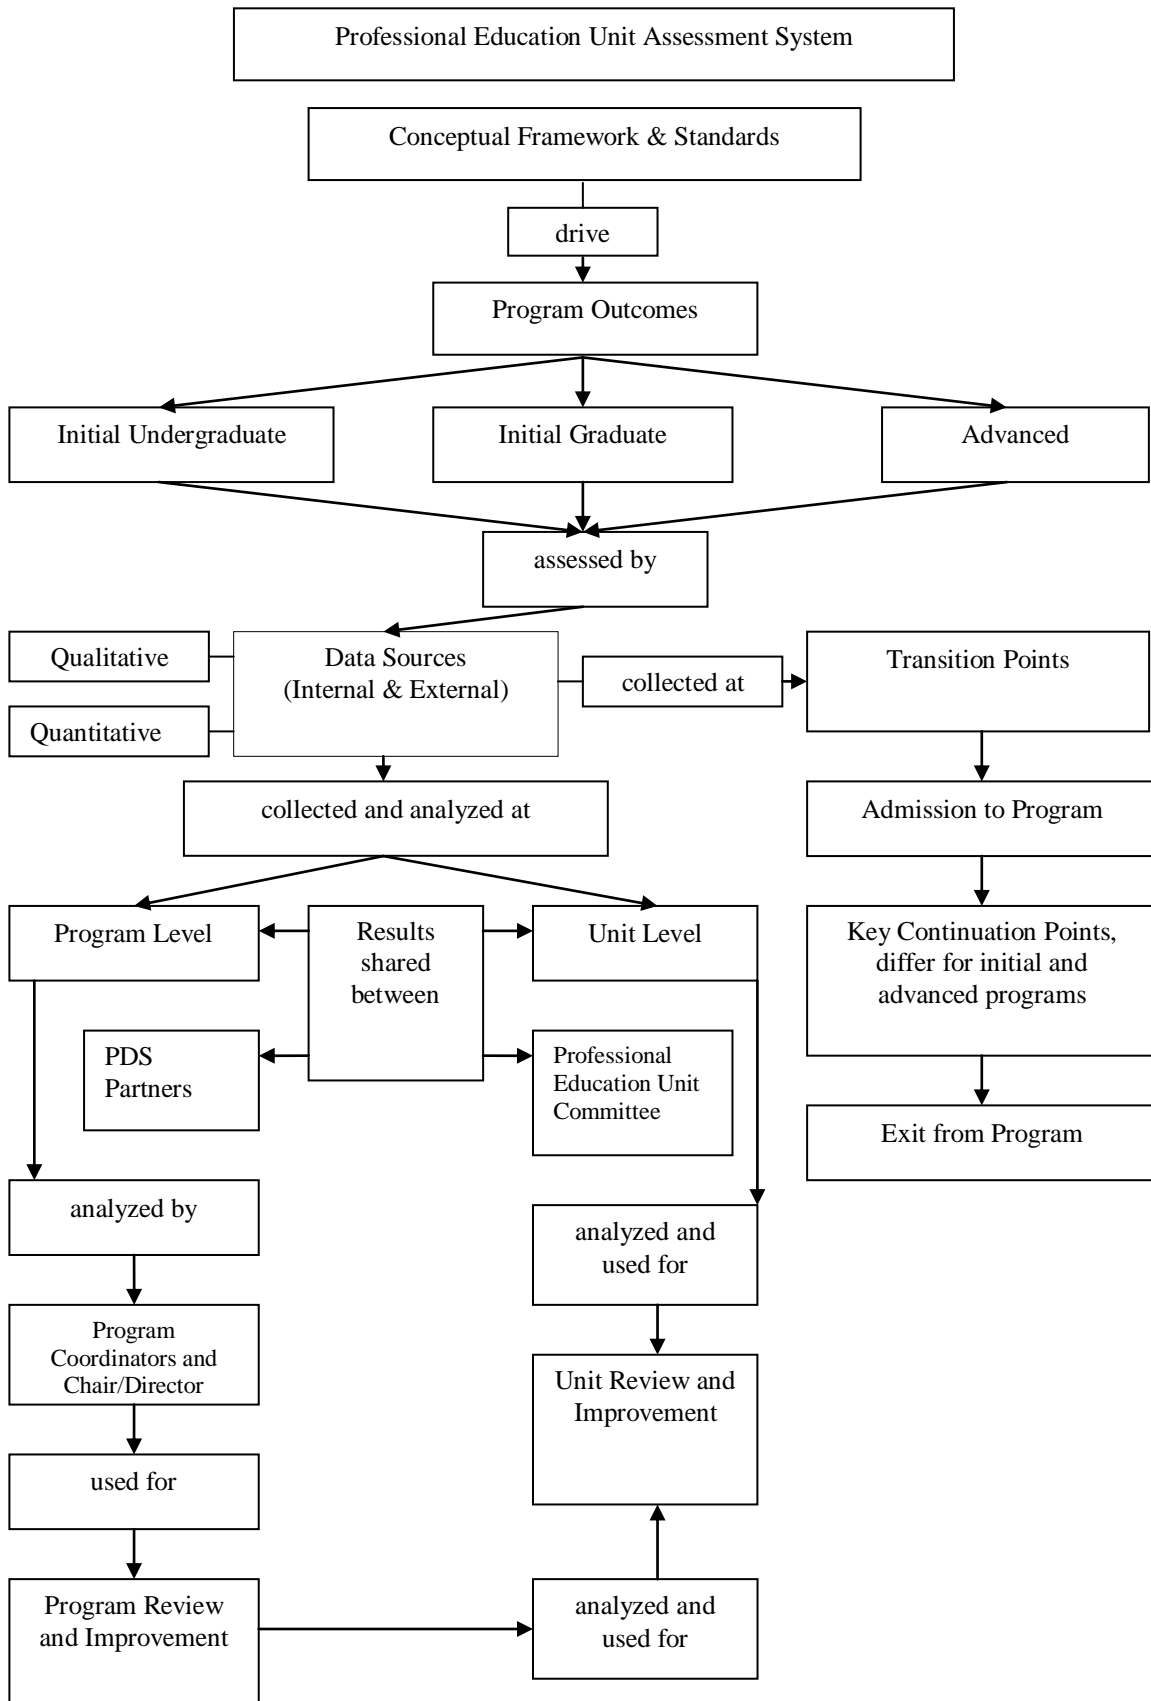 Professional Education Unit Assessment System
Conceptual Framework & Standards
drive
Program Outcomes
Initial Undergraduate
Initial Graduate
Advanced
assessed by
Qualitative
Quantitative
Data Sources
(Internal & External)
collected at
Transition Points
collected and analyzed at
Admission to Program
Program Level
Results
shared
between
Unit Level
Key Continuation Points,
differ for initial and
advanced programs
PDS
Partners
Professional
Education Unit
Committee
Exit from Program
analyzed by
analyzed and
used for
Program
Coordinators and
Chair/Director
Unit Review and
Improvement
used for
Program Review
and Improvement
analyzed and
used for